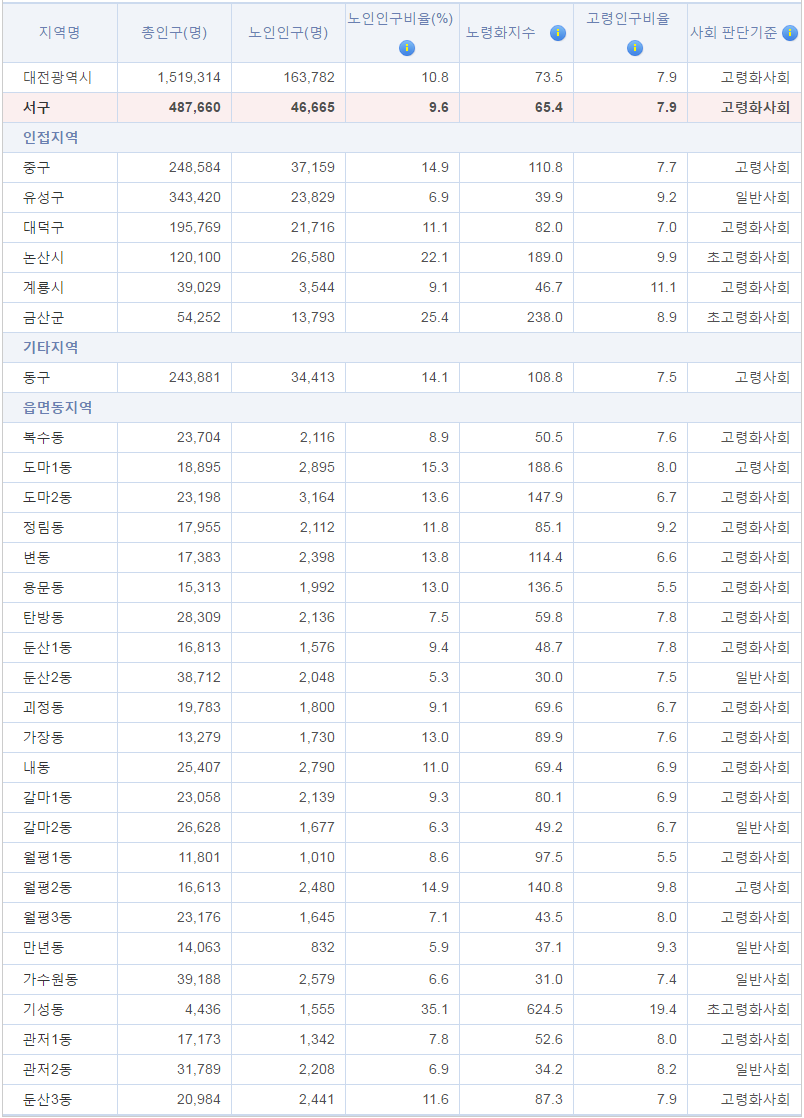 지역명 총인구(명) 노인인구(명) 노인인구비율(%) 노령화지수 고령인구비율 사회 판단기준
대전광역시 1,519,314 163,782 10.8 73.5 7.9 고령화사회
서구 487,660 46,665 9.6 65.4 7.9 고령화사회
인접지역
중구 248,584 37,159 14.9 110.8 7.7 고령사회
유성구 343,420 23,829 6.9 39.9 9.2 일반사회
대덕구 195,769 21,716 11.1 82.0 7.0 고령화사회
논산시 120,100 26,580 22.1 189.0 9.9 초고령화사회
계룡시 39,029 3,544 9.1 46.7 11.1 고령화사회
금산군 54,252 13,793 25.4 238.0 8.9 초고령화사회
기타지역
동구 243,881 34,413 14.1 108.8 7.5 고령사회
읍면동지역
복수동 23,704 2,116 8.9 50.5 7.6 고령화사회
도마1동 18,895 2,895 15.3 188.6 8.0 고령사회
도마2동 23,198 3,164 13.6 147.9 6.7 고령화사회
정림동 17,955 2,112 11.8 85.1 9.2 고령화사회
변동 17,383 2,398 13.8 114.4 6.6 고령화사회
용문동 15,313 1,992 13.0 136.5 5.5 고령화사회
탄방동 28,309 2,136 7.5 59.8 7.8 고령화사회
둔산1동 16,813 1,576 9.4 48.7 7.8 고령화사회
둔산2동 38,712 2,048 5.3 30.0 7.5 일반사회
괴정동 19,783 1,800 9.1 69.6 6.7 고령화사회
가장동 13,279 1,730 13.0 89.9 7.6 고령화사회
내동 25,407 2,790 11.0 69.4 6.9 고령화사회
갈마1동 23,058 2,139 9.3 80.1 6.9 고령화사회
갈마2동 26,628 1,677 6.3 49.2 6.7 일반사회
월평1동 11,801 1,010 8.6 97.5 5.5 고령화사회
월평2동 16,613 2,480 14.9 140.8 9.8 고령사회
월평3동 23,176 1,645 7.1 43.5 8.0 고령화사회
만년동 14,063 832 5.9 37.1 9.3 일반사회
가수원동 39,188 2,579 6.6 31.0 7.4 일반사회
기성동 4,436 1,555 35.1 624.5 19.4 초고령화사회
관저1동 17,173 1,342 7.8 52.6 8.0 고령화사회
관저2동 31,789 2,208 6.9 34.2 8.2 일반사회
둔산3동 20,984 2,441 11.6 87.3 7.9 고령화사회